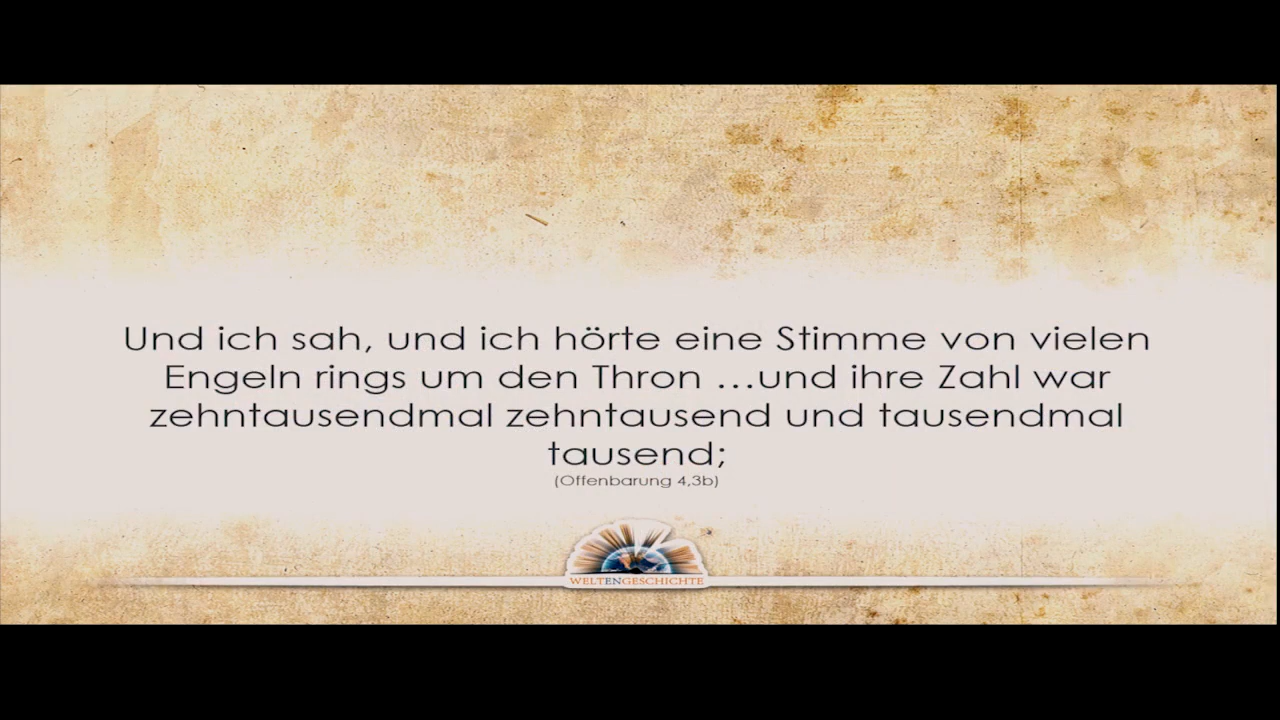 Und ich sah, und ich hörte eine Stimme von vielen
Engeln rings um den Thron ...und ihre Zahl war
zehntausendmal zehntausend und tausendmal
tausend;
(Offenbarung 4,3b)
WELTENGESCHICHTE